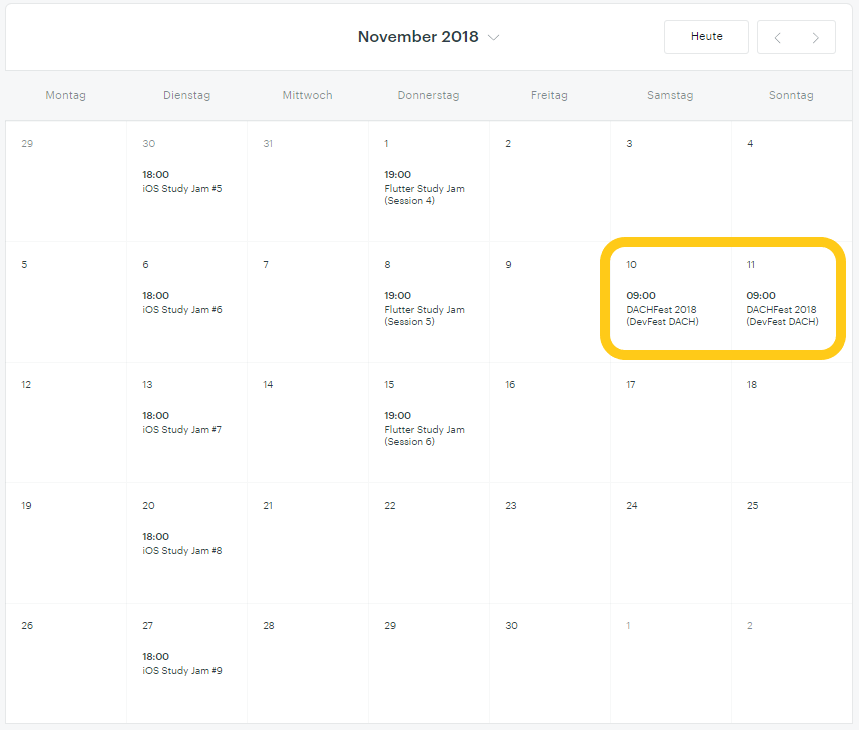 November 2018
Heute
Montag Dienstag Mittwoch Donnerstag Freitag Samstag Sonntag
29 30 31 1 2 3 4
18:00 19:00
iOS Study Jam #5 Flutter Study Jam
(Session 4)
5 6 7 8 9 10 11
18:00 19:00 09:00 09:00
iOS Study Jam #6 Flutter Study Jam DACHFest 2018 DACHFest 2018
(Session 5) (DevFest DACH) (DevFest DACH)
12 13 14 15 16 17 18
18:00 19:00
iOS Study Jam #7 Flutter Study Jam
(Session 6)
19 20 21 22 23 24 25
18:00
iOS Study Jam #8
26 27 28 29 30 1 2
18:00
iOS Study Jam #9